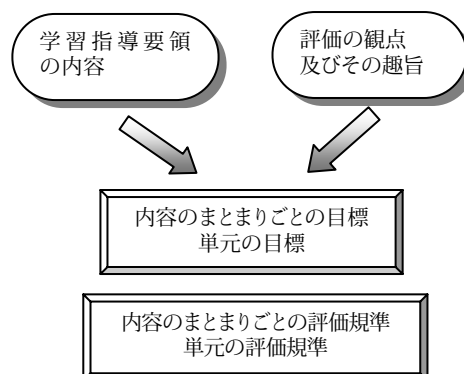 学習指導要領
の内容
評価の観点
及びその趣旨
内容のまとまりごとの目標
単元の目標
内容のまとまりごとの評価規準
単元の評価規準